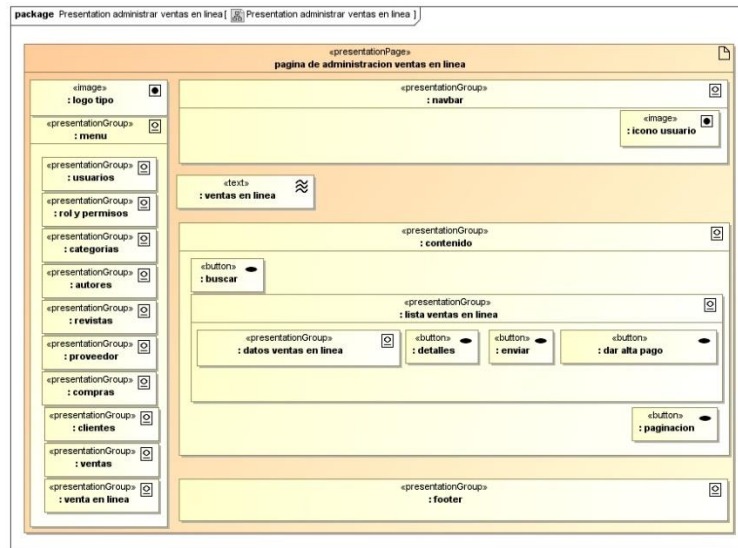 package Presentation administrar ventas en linea[ Presentation administrar ventas en linea ]
«presentationPage»
pagina de administracion ventas en linea
«image»
: logo tipo
«presentationGroup»
: menu
«presentationGroup»
: usuarios
«presentationGroup»
: rol y permisos
«presentationGroup»
: categorias
«presentationGroup»
: autores
«presentationGroup»
: revistas
«presentationGroup»
: proveedor
«presentationGroup»
: compras
«presentationGroup»
: clientes
«presentationGroup»
: ventas
«presentationGroup»
: venta en linea
«presentationGroup»
: navbar
«image»
: icono usuario
«text»
: ventas en linea
«presentationGroup»
: contenido
«button»
: buscar
«presentationGroup»
: lista ventas en linea
«presentationGroup»
: datos ventas en linea
«button»
: detalles
«button»
: enviar
«button»
: dar alta pago
«button»
: paginacion
«presentationGroup»
: footer